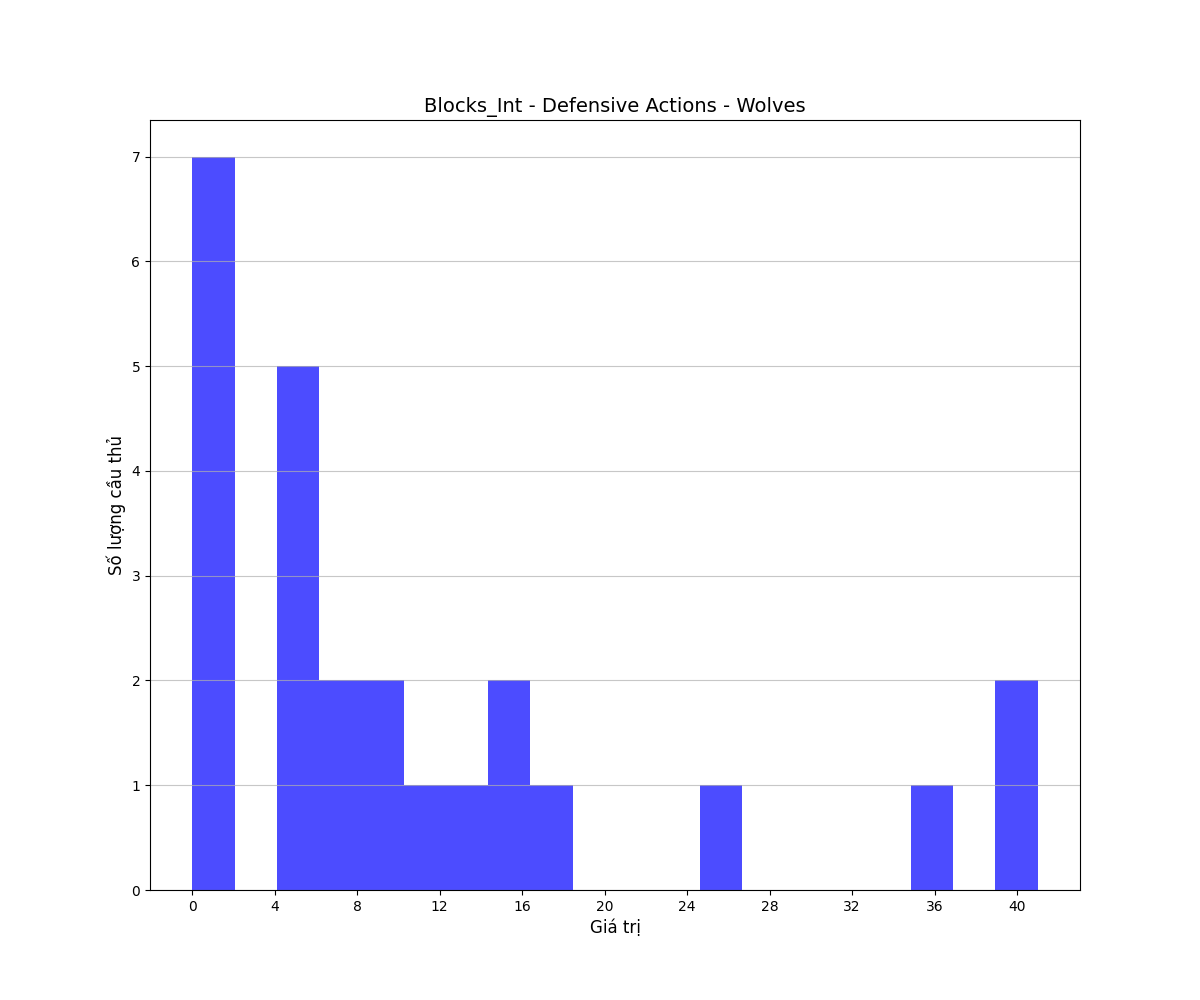 Blocks_Int - Defensive Actions - Wolves
Số lượng cầu thủ
7
6
5
4
3
2
1
0
0 4 8 12 16 20 24 28 32 36 40
Giá trị